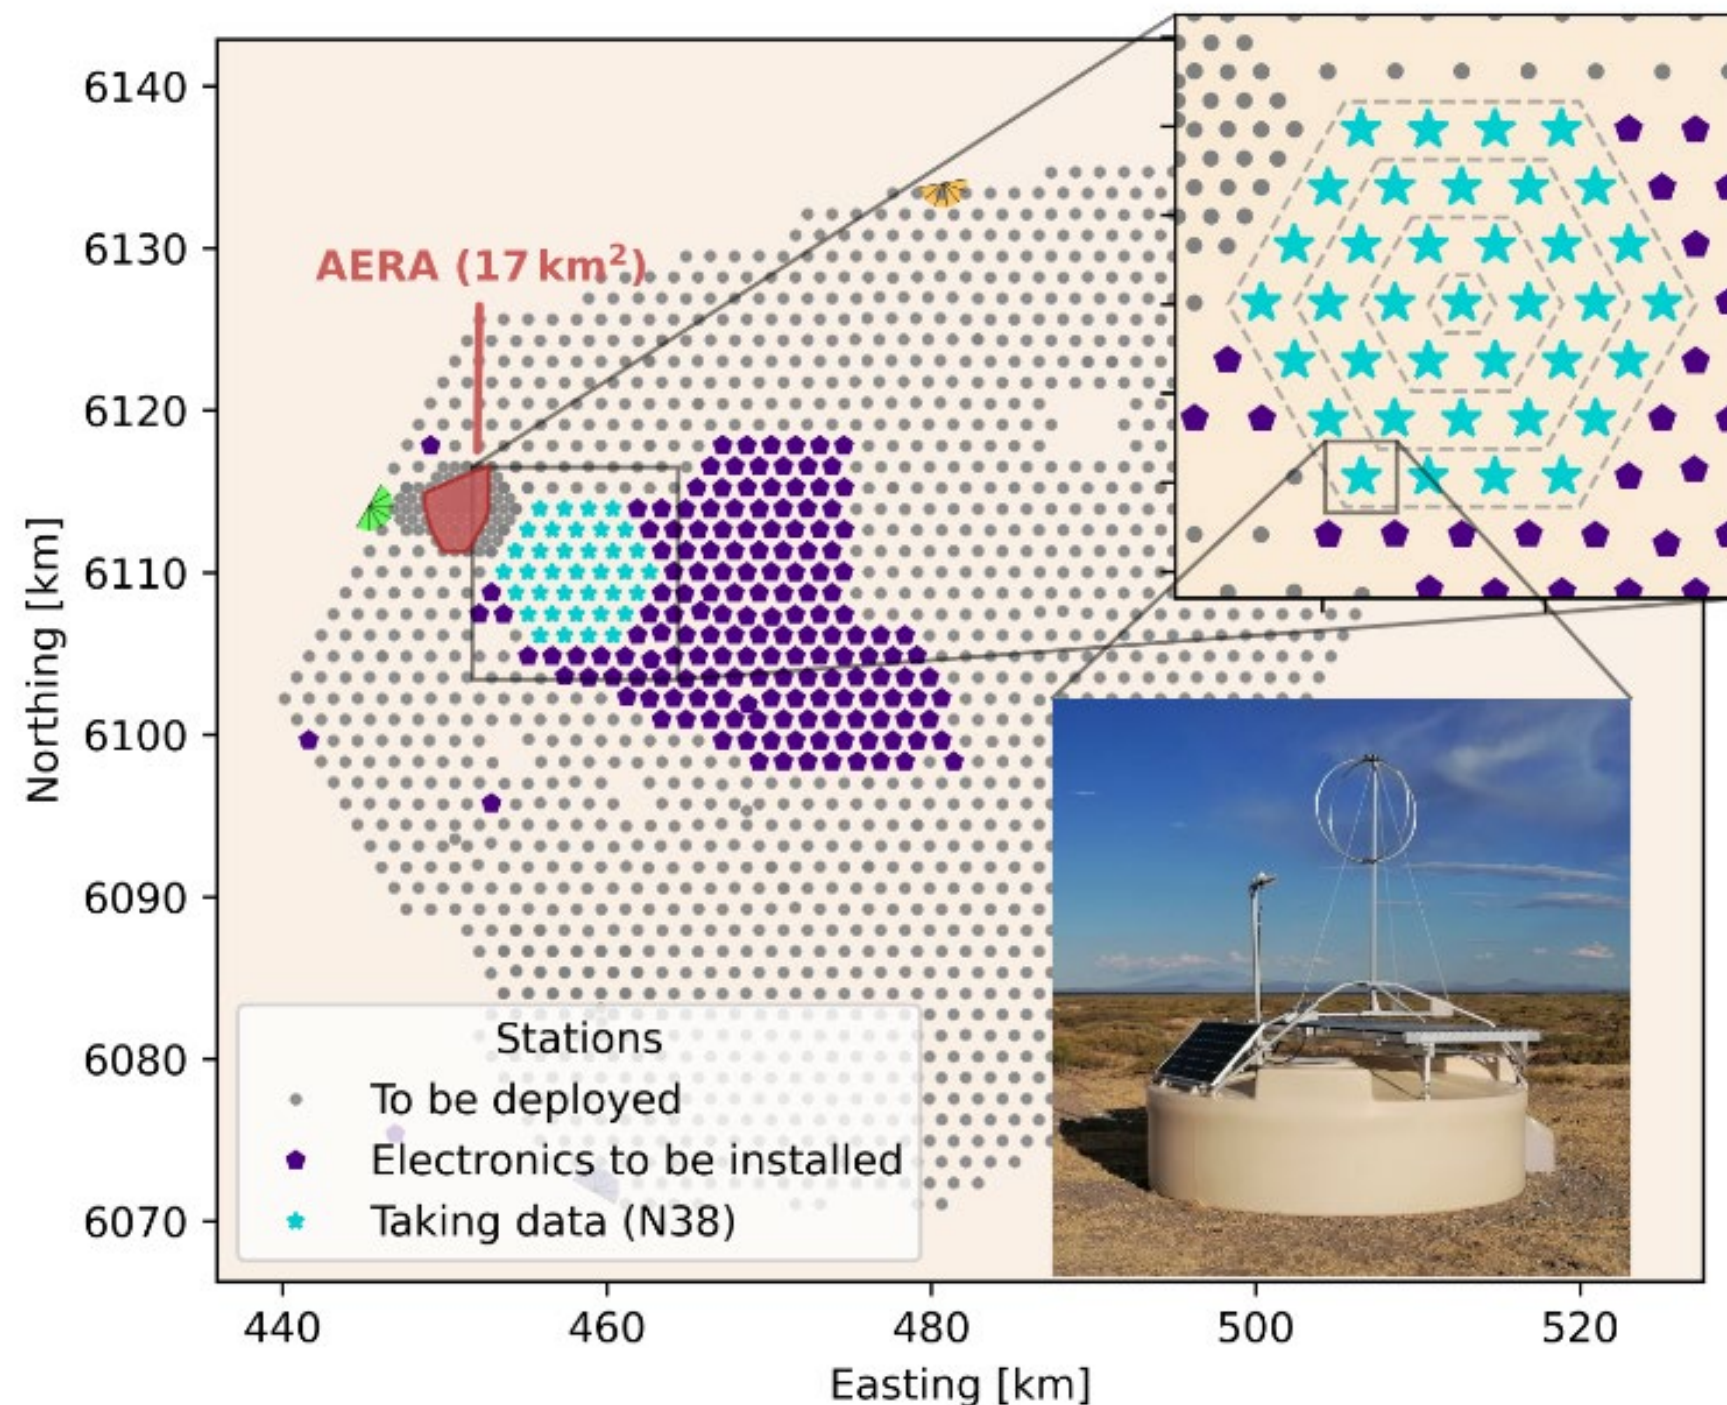 6140
6130
6120
6110
6100
6090
6080
6070
Northing [km]
AERA (17 km²)
Stations
To be deployed
Electronics to be installed
Taking data (N38)
440
460
480
500
520
Easting [km]